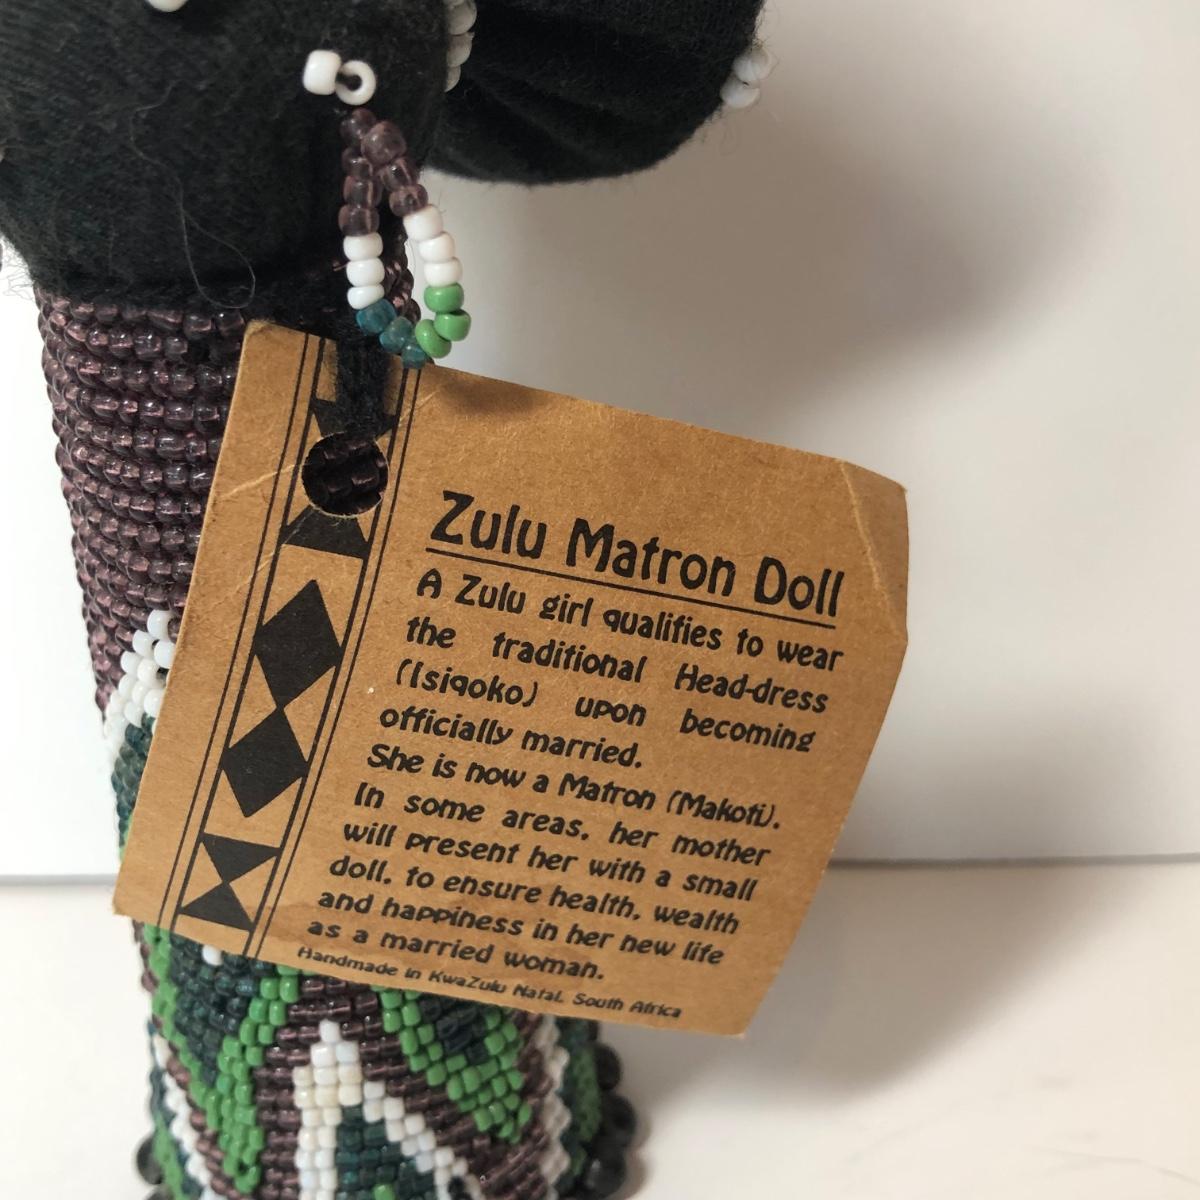 Zulu Matron Doll
A Zulu girl qualifies to wear
the traditional Head-dress
(Isiqoko) upon becoming
officially married.
She is now a Matron (Makoti).
In some areas, her mother
will present her with a small
doll, to ensure health, wealth
and happiness in her new life
as a married woman.
Handmade in KwaZulu Natal, South Africa